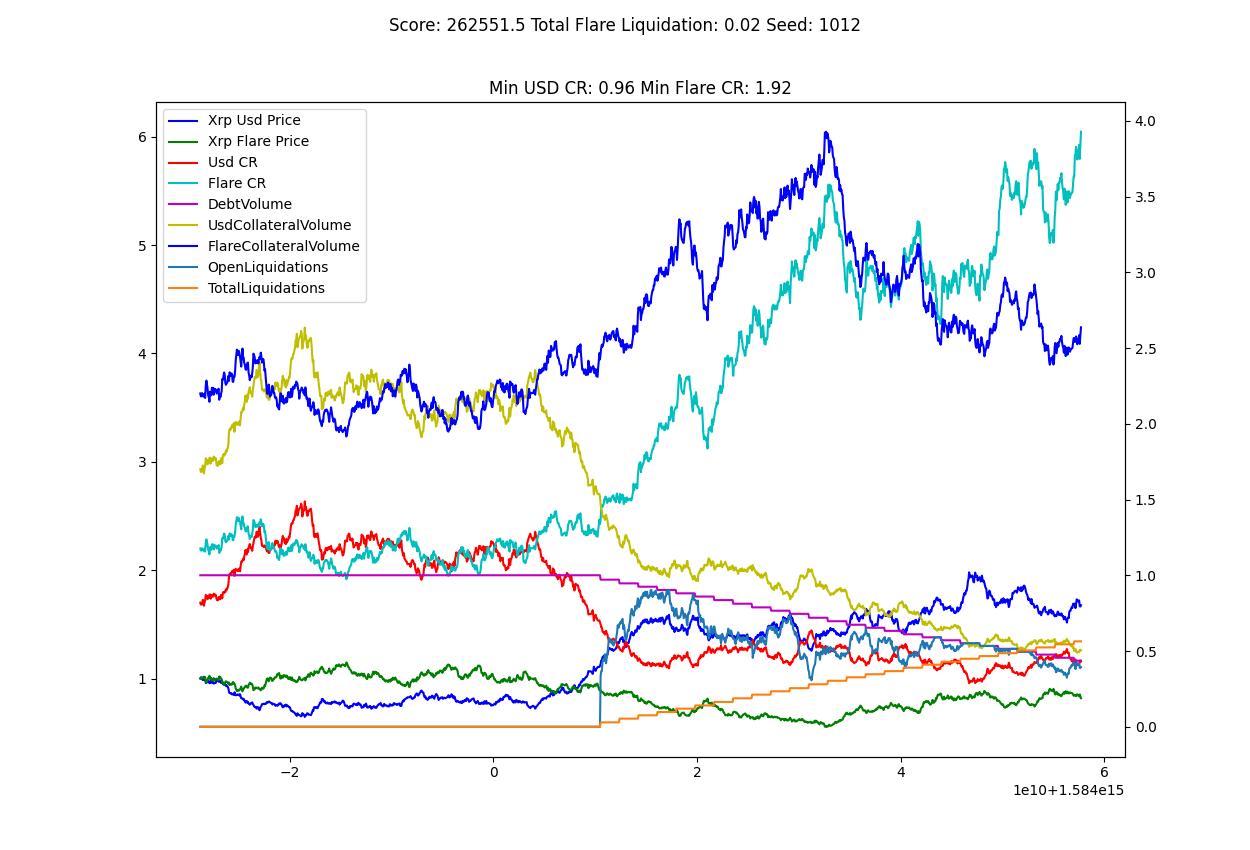 Score: 262551.5 Total Flare Liquidation: 0.02 Seed: 1012
Min USD CR: 0.96 Min Flare CR: 1.92
Xrp Usd Price
Xrp Flare Price
Usd CR
Flare CR
DebtVolume
UsdCollateralVolume
FlareCollateralVolume
OpenLiquidations
TotalLiquidations
6
5
4
3
2
1
4.0
3.5
3.0
2.5
2.0
1.5
1.0
0.5
0.0
−2
0
2
4
6
1e10+1.584e15